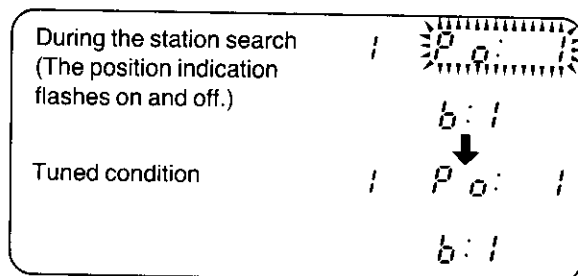 During the station search 1 Po: 1
(The position indication
flashes on and off.)
b:1
Tuned condition 1 Po: 1
b:1